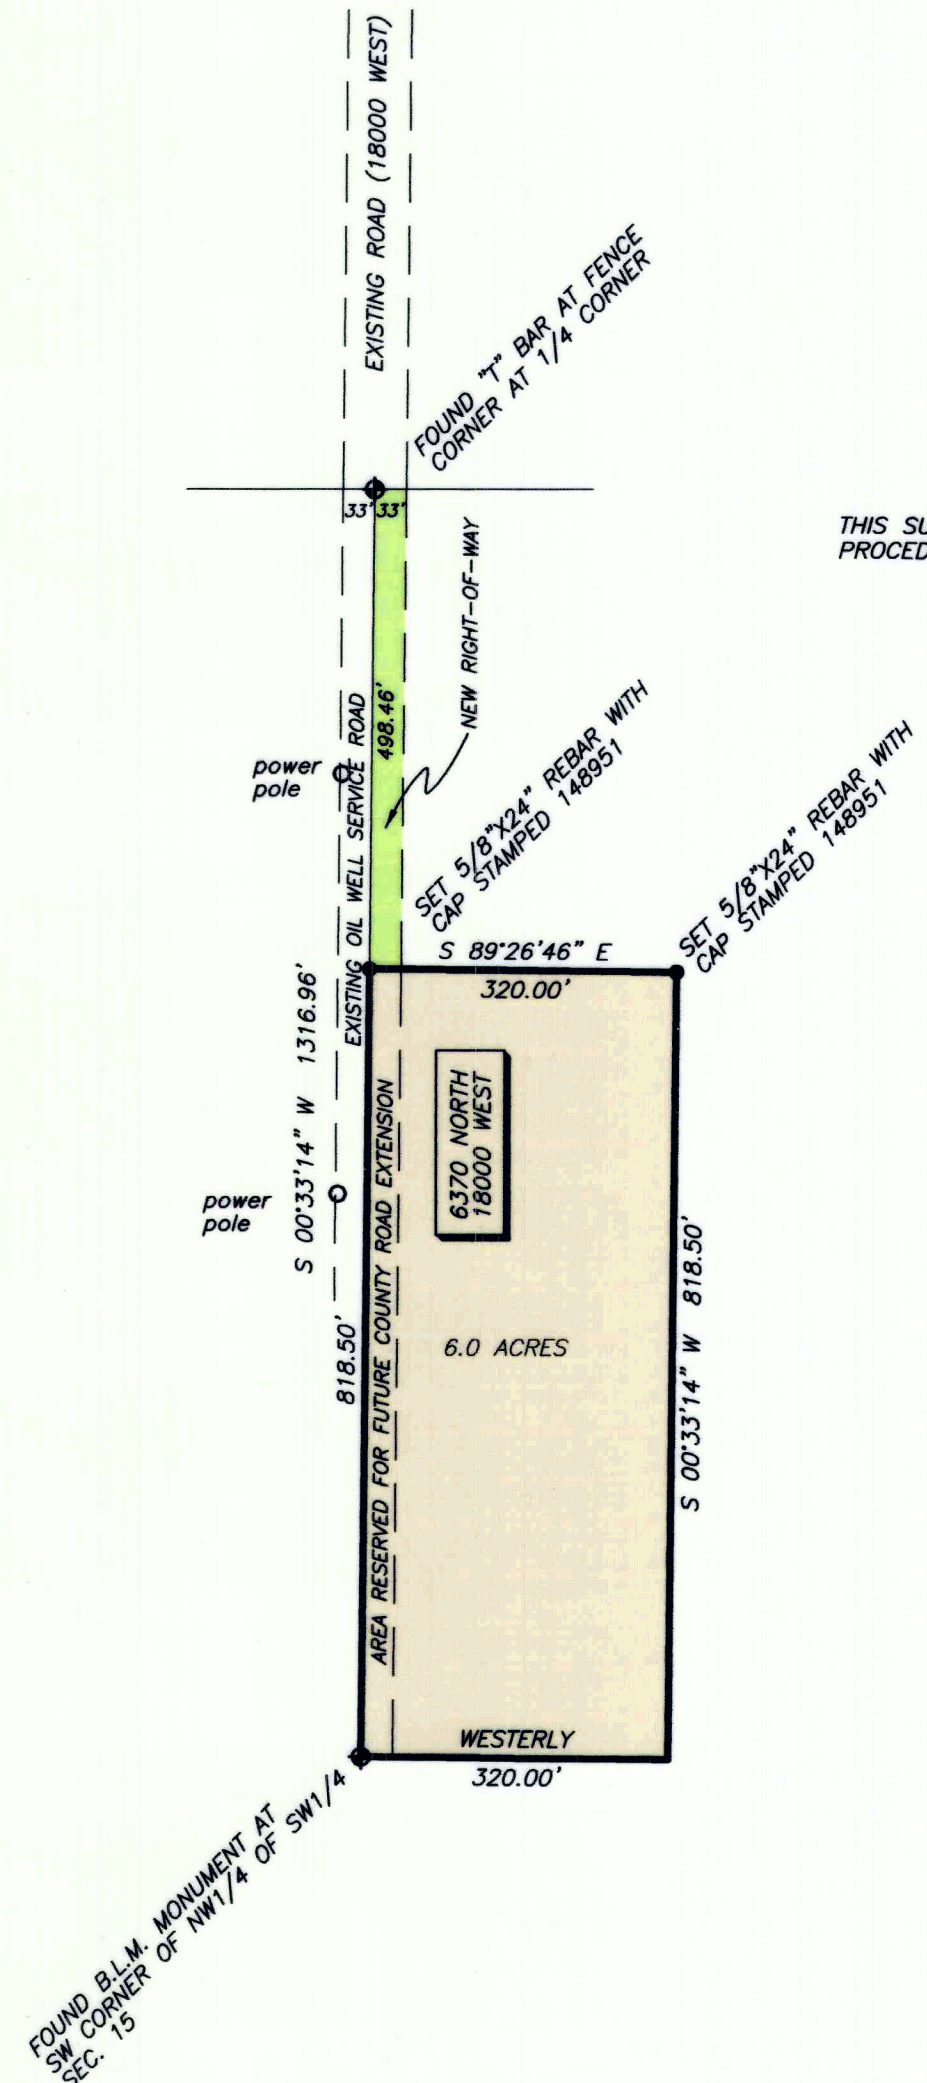 EXISTING ROAD (18000 WEST)
FOUND "T" BAR AT FENCE
CORNER AT 1/4 CORNER
33' 33'
THIS SU
PROCED
NEW RIGHT-OF-WAY
498.46'
EXISTING OIL WELL SERVICE ROAD
power
pole
SET 5/8"X24" REBAR WITH
CAP STAMPED 148951
SET 5/8"X24" REBAR WITH
CAP STAMPED 148951
S 89°26'46" E
320.00'
S 00°33'14" W 1316.96'
power
pole
6370 NORTH
18000 WEST
AREA RESERVED FOR FUTURE COUNTY ROAD EXTENSION
818.50'
6.0 ACRES
S 00°33'14" W 818.50'
WESTERLY
320.00'
FOUND B.L.M. MONUMENT AT
SW CORNER OF NW1/4 OF SW1/4
SEC. 15